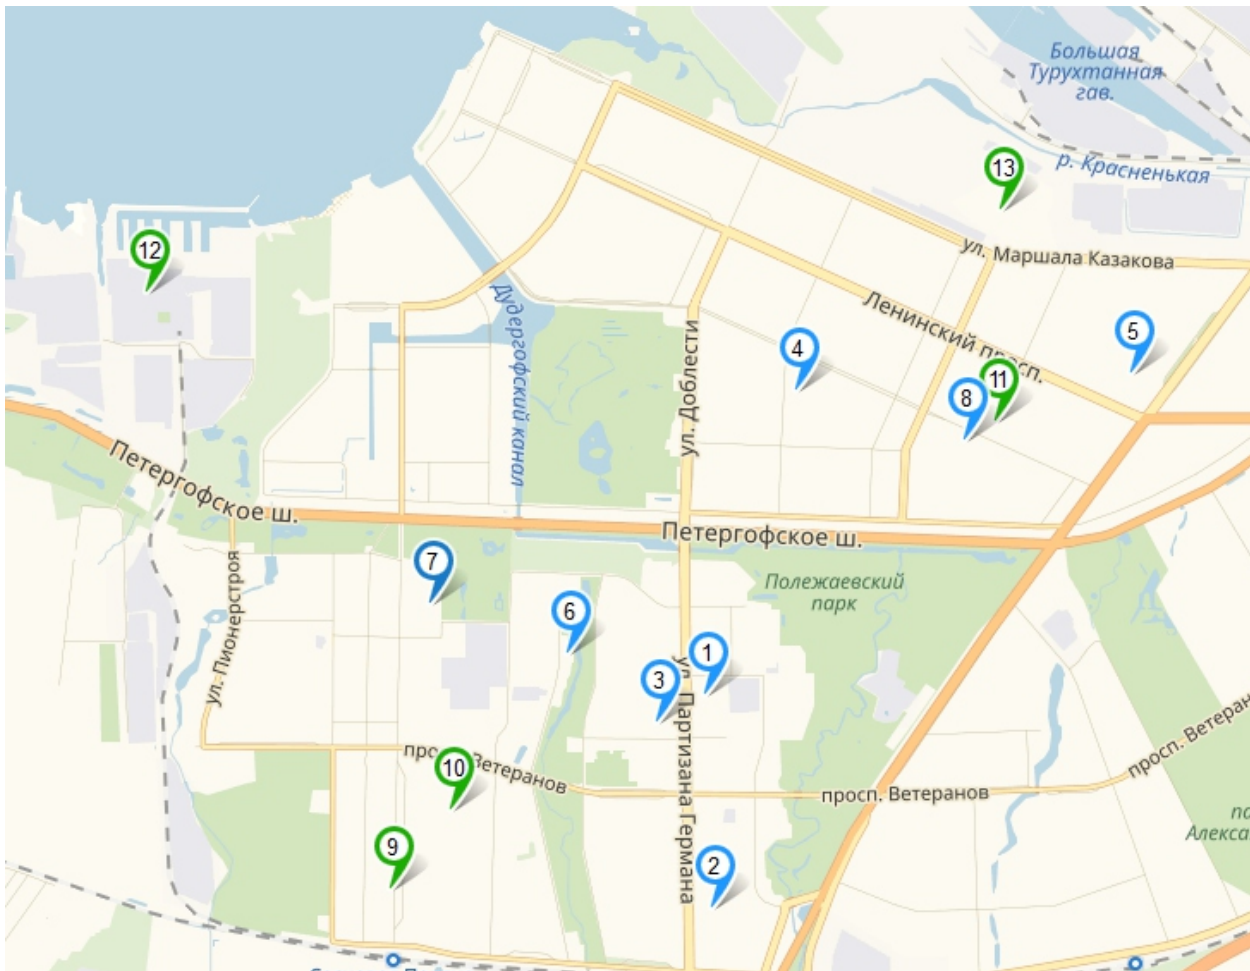 Большая
Турухтанная
гав.
13
р. Красненькая
12
ул. Маршала Казакова
Дудергофский канал
Ленинский просп.
ул. Доблести
5
4
11
8
Петергофское ш.
Петергофское ш.
7
Полежаевский
парк
ул. Пионерстроя
6
1
3
ул. Партизана Германа
просп. Ветеранов
просп. Ветеранов
просп. Ветеран
10
9
2